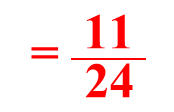 = 11/24